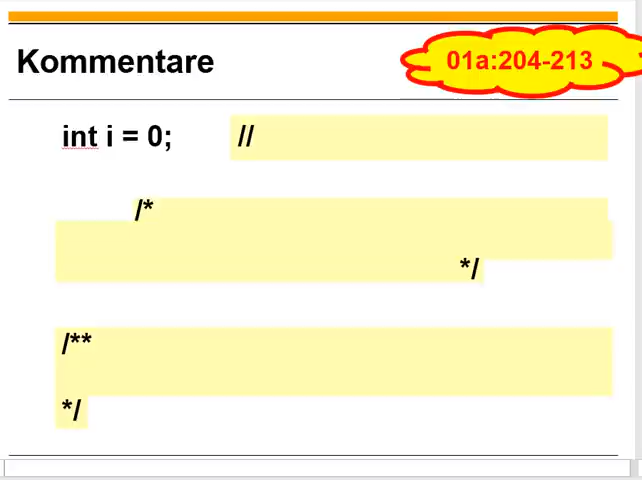 Kommentare
01a:204-213
int i = 0; //
/*
*/
/**
*/